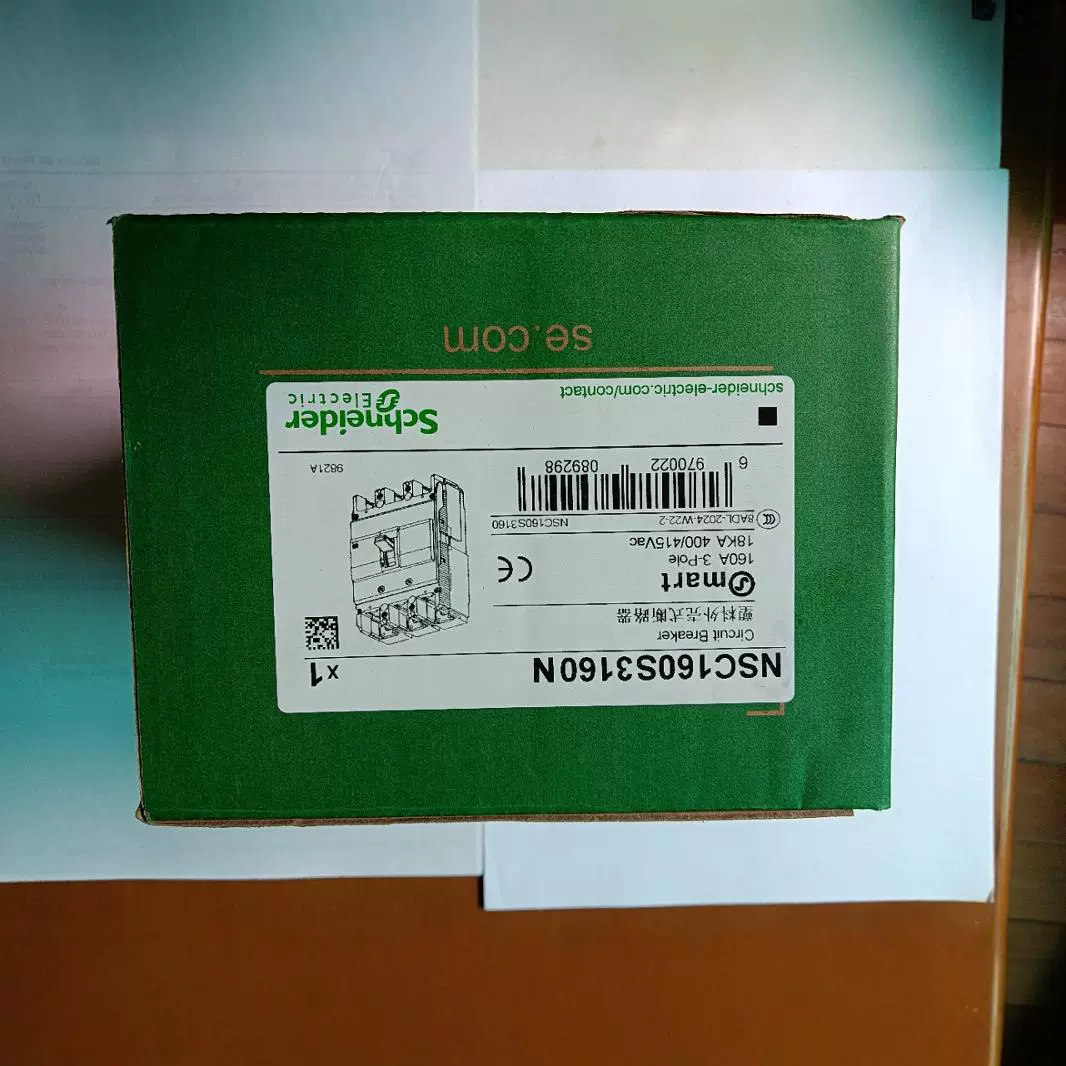 NSC160S3160N
x1
Circuit Breaker
塑料外壳式断路器
Smart
160A 3-Pole
18KA 400/415Vac
CE
8ADL-2024-W22-2
NSC160S3160
6 970022 089298
9821A
schneider-electric.com/contact
Schneider
Electric
se.com